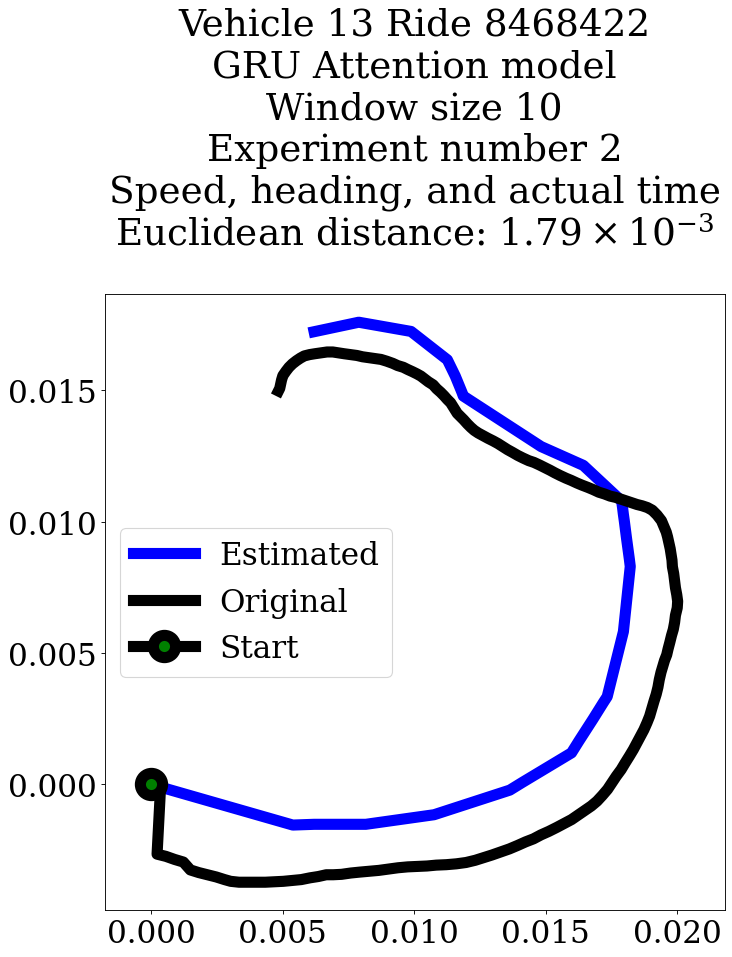 Vehicle 13 Ride 8468422
GRU Attention model
Window size 10
Experiment number 2
Speed, heading, and actual time
Euclidean distance: 1.79 × 10⁻³
0.015
0.010
0.005
0.000
Estimated
Original
Start
0.000 0.005 0.010 0.015 0.020